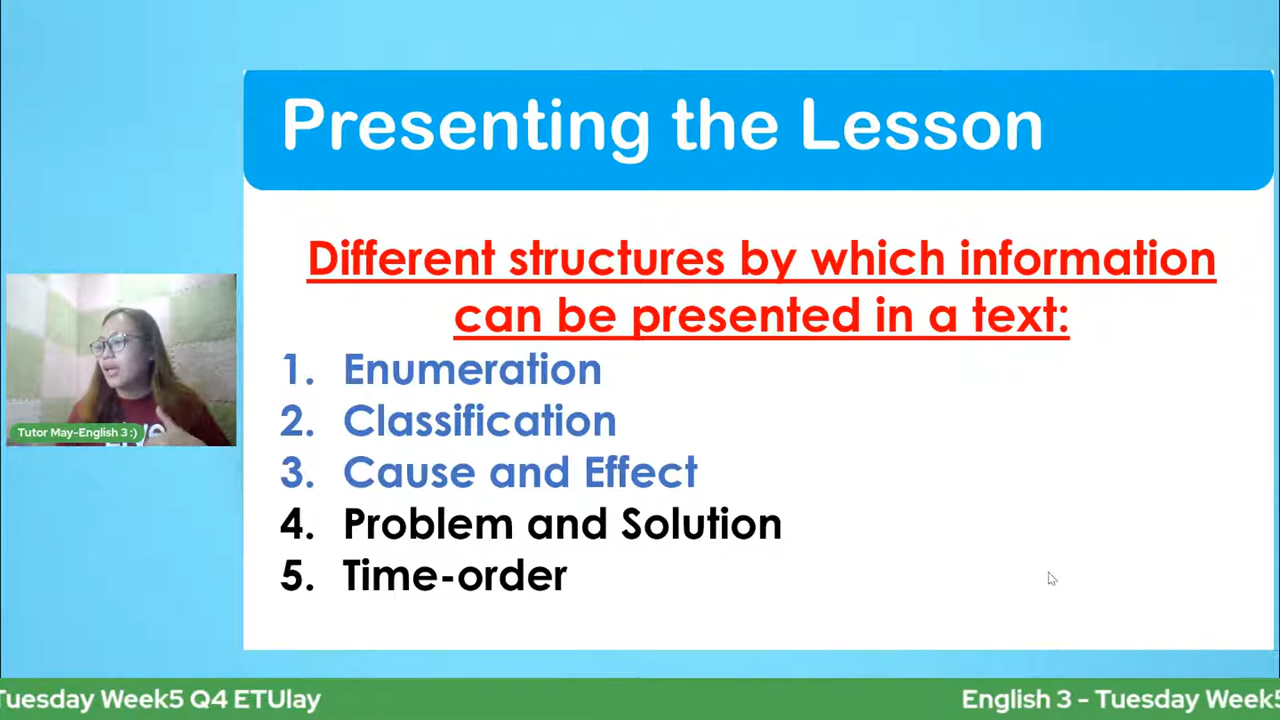 Presenting the Lesson
Different structures by which information
can be presented in a text:
1. Enumeration
2. Classification
3. Cause and Effect
4. Problem and Solution
5. Time-order
Tutor May-English 3 :)
Tuesday Week5 Q4 ETUlay
English 3 - Tuesday Week5